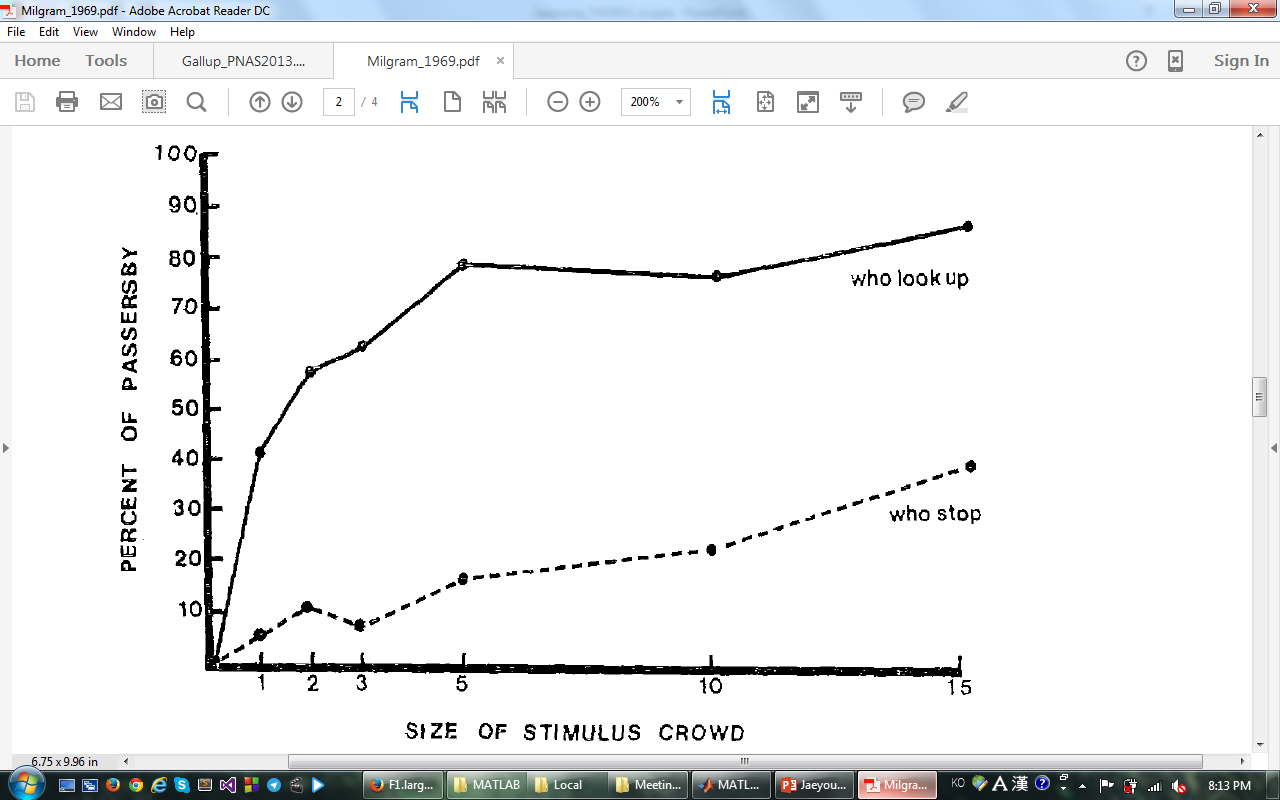 Milgram_1969.pdf - Adobe Acrobat Reader DC
File Edit View Window Help
Home Tools Gallup_PNAS2013.... Milgram_1969.pdf × Sign In
2 / 4 200%
100
90
80
70
60
50
40
30
20
10
PERCENT OF PASSERSBY
who look up
who stop
1 2 3 5 10 15
SIZE OF STIMULUS CROWD
6.75 x 9.96 in
F1.larg... MATLAB Local Meetin... MATL... Jaeyou... Milgra... KO A 漢 8:13 PM